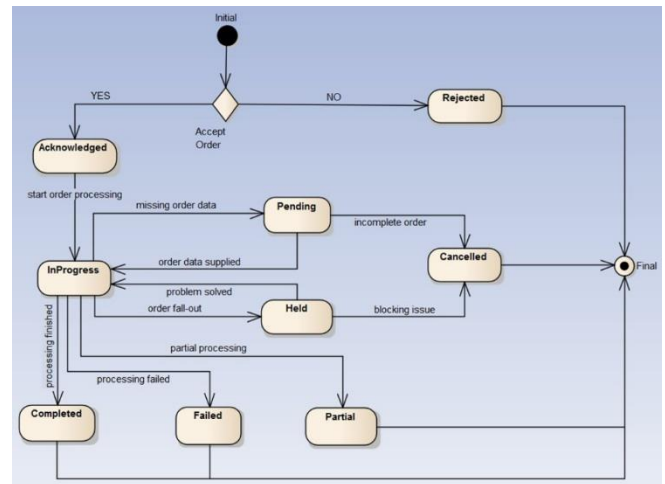 Initial
YES
NO
Rejected
Accept
Order
Acknowledged
start order processing
missing order data
Pending
incomplete order
order data supplied
Cancelled
InProgress
Final
problem solved
order fall-out
Held
blocking issue
processing finished
partial processing
processing failed
Completed
Failed
Partial